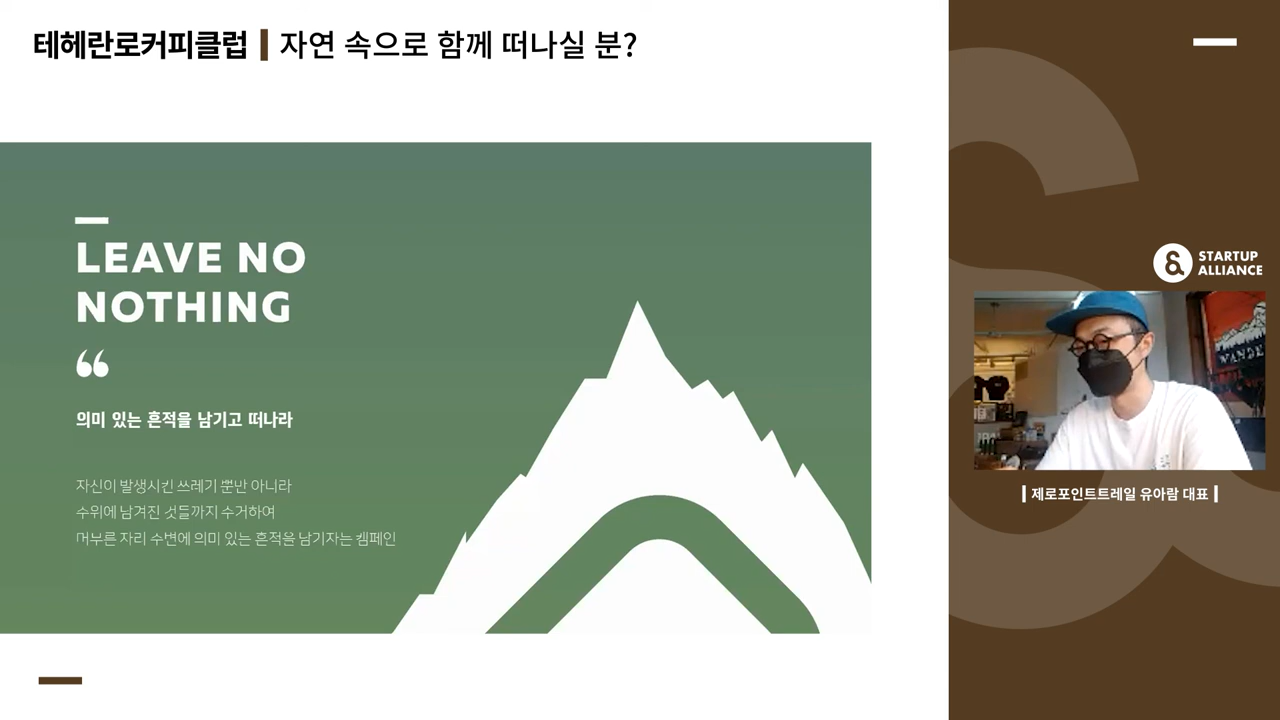 테헤란로커피클럽 | 자연 속으로 함께 떠나실 분?
LEAVE NO
NOTHING
“
의미 있는 흔적을 남기고 떠나라
자신이 발생시킨 쓰레기 뿐만 아니라
주위에 남겨진 것들까지 수거하여
머무른 자리 주변에 의미 있는 흔적을 남기자는 캠페인
STARTUP
ALLIANCE
WANDE
| 제로포인트트레일 유아람 대표 |